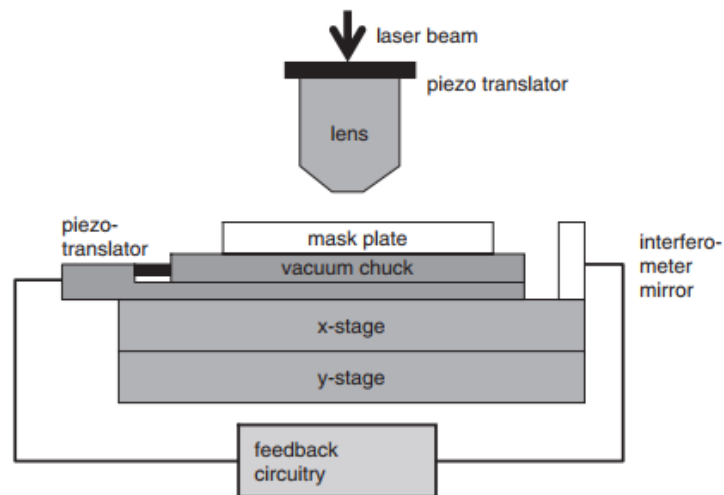 laser beam
piezo translator
lens
piezo-
translator
mask plate
interfero-
meter
mirror
vacuum chuck
x-stage
y-stage
feedback
circuitry